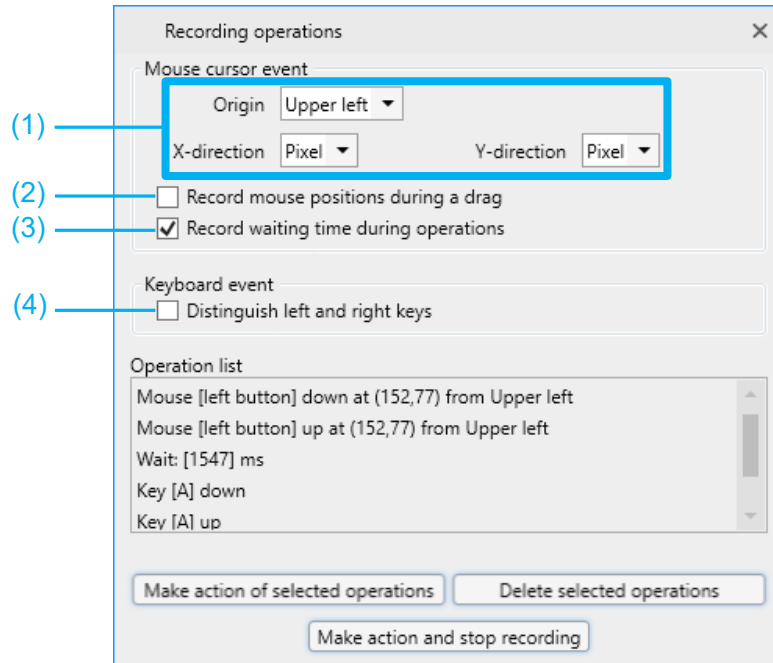 Recording operations
Mouse cursor event
(1)
Origin Upper left
X-direction Pixel Y-direction Pixel
(2) Record mouse positions during a drag
(3) Record waiting time during operations
Keyboard event
(4) Distinguish left and right keys
Operation list
Mouse [left button] down at (152,77) from Upper left
Mouse [left button] up at (152,77) from Upper left
Wait: [1547] ms
Key [A] down
Key [A] up
Make action of selected operations Delete selected operations
Make action and stop recording